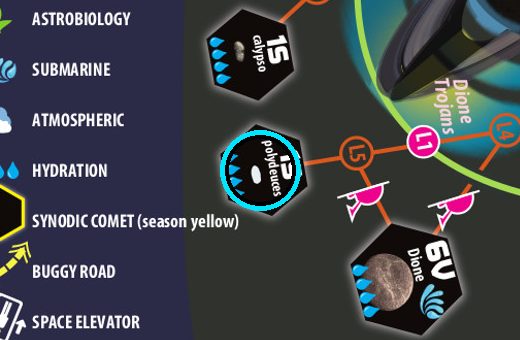 ASTROBIOLOGY
SUBMARINE
ATMOSPHERIC
HYDRATION
SYNODIC COMET (season yellow)
BUGGY ROAD
SPACE ELEVATOR
1S
calypso
polydeuces
Dione
Trojans
L5
L1
L4
6V
Dione